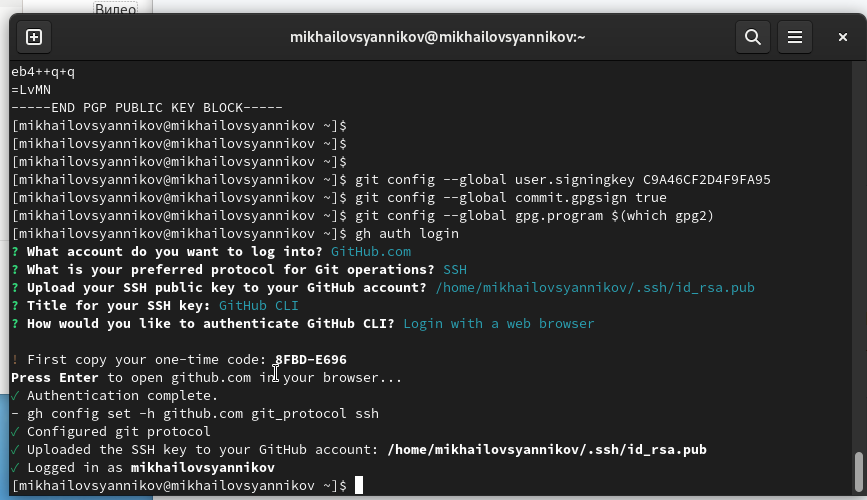 Видео
mikhailovsyannikov@mikhailovsyannikov:~
eb4++q+q
=LvMN
-----END PGP PUBLIC KEY BLOCK-----
[mikhailovsyannikov@mikhailovsyannikov ~]$
[mikhailovsyannikov@mikhailovsyannikov ~]$
[mikhailovsyannikov@mikhailovsyannikov ~]$
[mikhailovsyannikov@mikhailovsyannikov ~]$ git config --global user.signingkey C9A46CF2D4F9FA95
[mikhailovsyannikov@mikhailovsyannikov ~]$ git config --global commit.gpgsign true
[mikhailovsyannikov@mikhailovsyannikov ~]$ git config --global gpg.program $(which gpg2)
[mikhailovsyannikov@mikhailovsyannikov ~]$ gh auth login
? What account do you want to log into? GitHub.com
? What is your preferred protocol for Git operations? SSH
? Upload your SSH public key to your GitHub account? /home/mikhailovsyannikov/.ssh/id_rsa.pub
? Title for your SSH key: GitHub CLI
? How would you like to authenticate GitHub CLI? Login with a web browser
! First copy your one-time code: 8FBD-E696
Press Enter to open github.com in your browser...
✓ Authentication complete.
- gh config set -h github.com git_protocol ssh
✓ Configured git protocol
✓ Uploaded the SSH key to your GitHub account: /home/mikhailovsyannikov/.ssh/id_rsa.pub
✓ Logged in as mikhailovsyannikov
[mikhailovsyannikov@mikhailovsyannikov ~]$